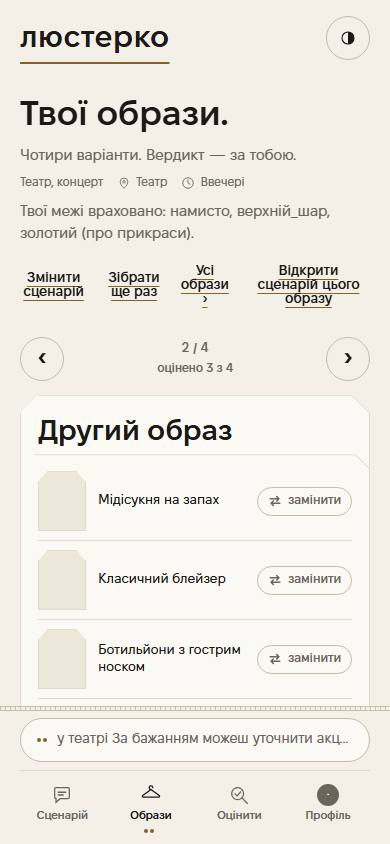 люстерко
Твої образи.
Чотири варіанти. Вердикт — за тобою.
Театр, концерт Театр Ввечері
Твої межі враховано: намисто, верхній_шар,
золотий (про прикраси).
Змінити
сценарій
Зібрати
ще раз
Усі
образи
›
Відкрити
сценарій цього
образу
‹
2 / 4
оцінено 3 з 4
›
Другий образ
Мідісукня на запах
замінити
Класичний блейзер
замінити
Ботильйони з гострим
носком
замінити
у театрі За бажанням можеш уточнити акц...
Сценарій Образи Оцінити Профіль